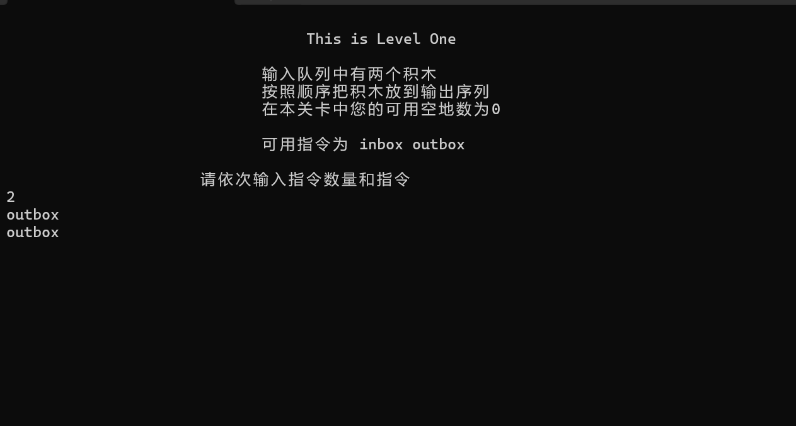 This is Level One
输入队列中有两个积木
按照顺序把积木放到输出序列
在本关卡中您的可用空地数为0
可用指令为 inbox outbox
请依次输入指令数量和指令
2
outbox
outbox